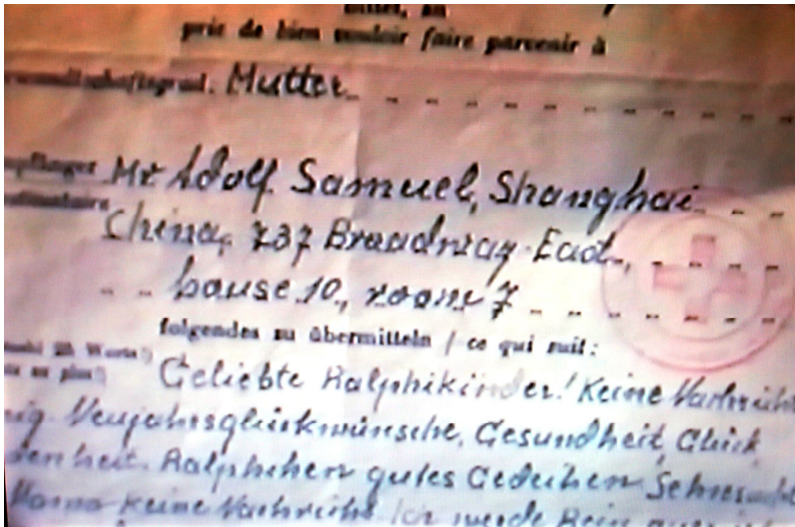 prie de bien vouloir faire parvenir à
Mutter
Mr Adolf Samuel, Shanghai
China, 737 Broadway East,
house 10, room 7
folgendes zu übermitteln / ce qui suit:
Geliebte Ralphikinder! Keine Nachricht
Neujahrsglückwünsche, Gesundheit, Glück
Ralphchen gutes Gedeihen
keine Nachricht. Ich werde